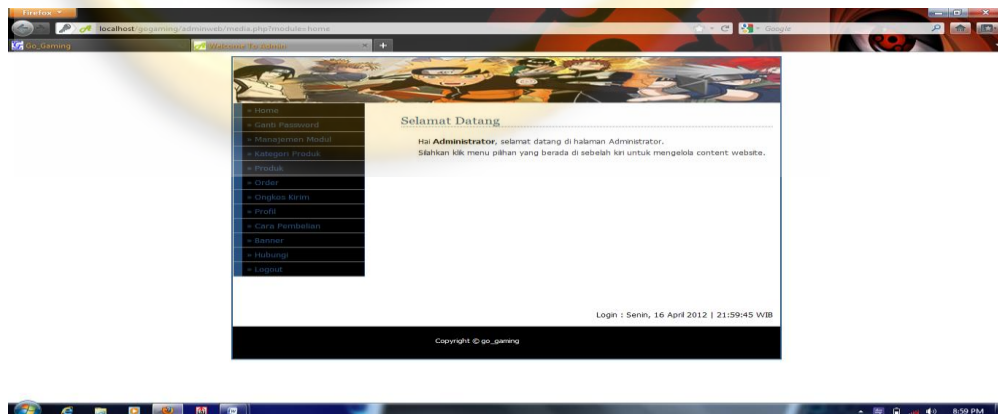 Firefox
localhost/gogaming/adminweb/media.php?module=home
Google
Go_Gaming
Welcome To Admin
» Home
» Ganti Password
» Manajemen Modul
» Kategori Produk
» Produk
» Order
» Ongkos Kirim
» Profil
» Cara Pembelian
» Banner
» Hubungi
» Logout
Selamat Datang
Hai Administrator, selamat datang di halaman Administrator.
Silahkan klik menu pilihan yang berada di sebelah kiri untuk mengelola content website.
Login : Senin, 16 April 2012 | 21:59:45 WIB
Copyright © go_gaming
8:59 PM